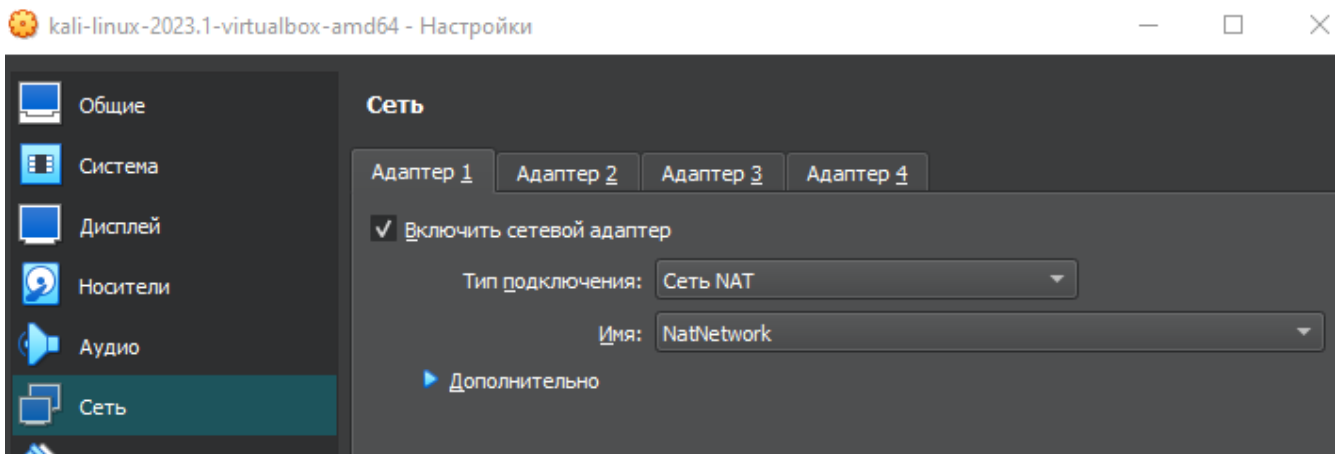 kali-linux-2023.1-virtualbox-amd64 - Настройки
Общие
Система
Дисплей
Носители
Аудио
Сеть
Сеть
Адаптер 1 Адаптер 2 Адаптер 3 Адаптер 4
Включить сетевой адаптер
Тип подключения: Сеть NAT
Имя: NatNetwork
Дополнительно